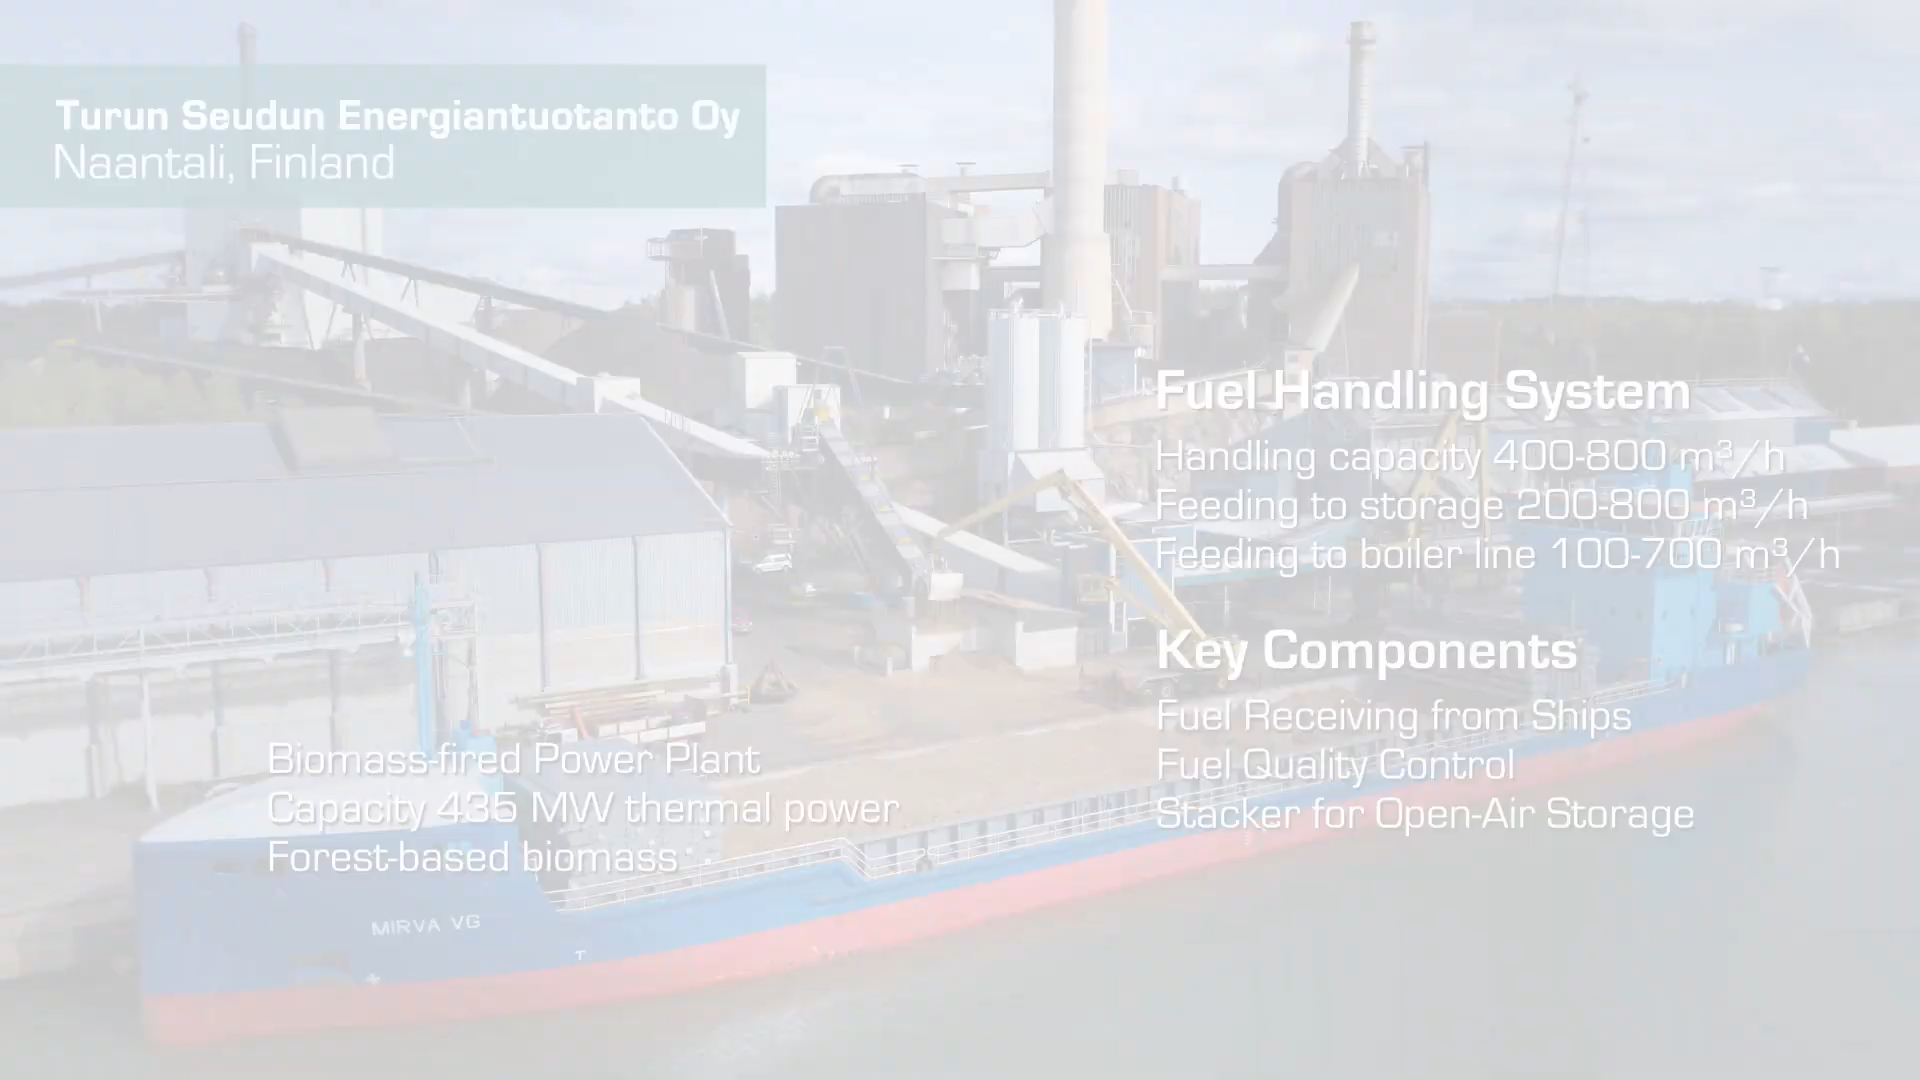 Turun Seudun Energiantuotanto Oy
Naantali, Finland
Fuel Handling System
Handling capacity 400-800 m³/h
Feeding to storage 200-800 m³/h
Feeding to boiler line 100-700 m³/h
Key Components
Fuel Receiving from Ships
Fuel Quality Control
Stacker for Open-Air Storage
Biomass-fired Power Plant
Capacity 435 MW thermal power
Forest-based biomass
MIRVA VG